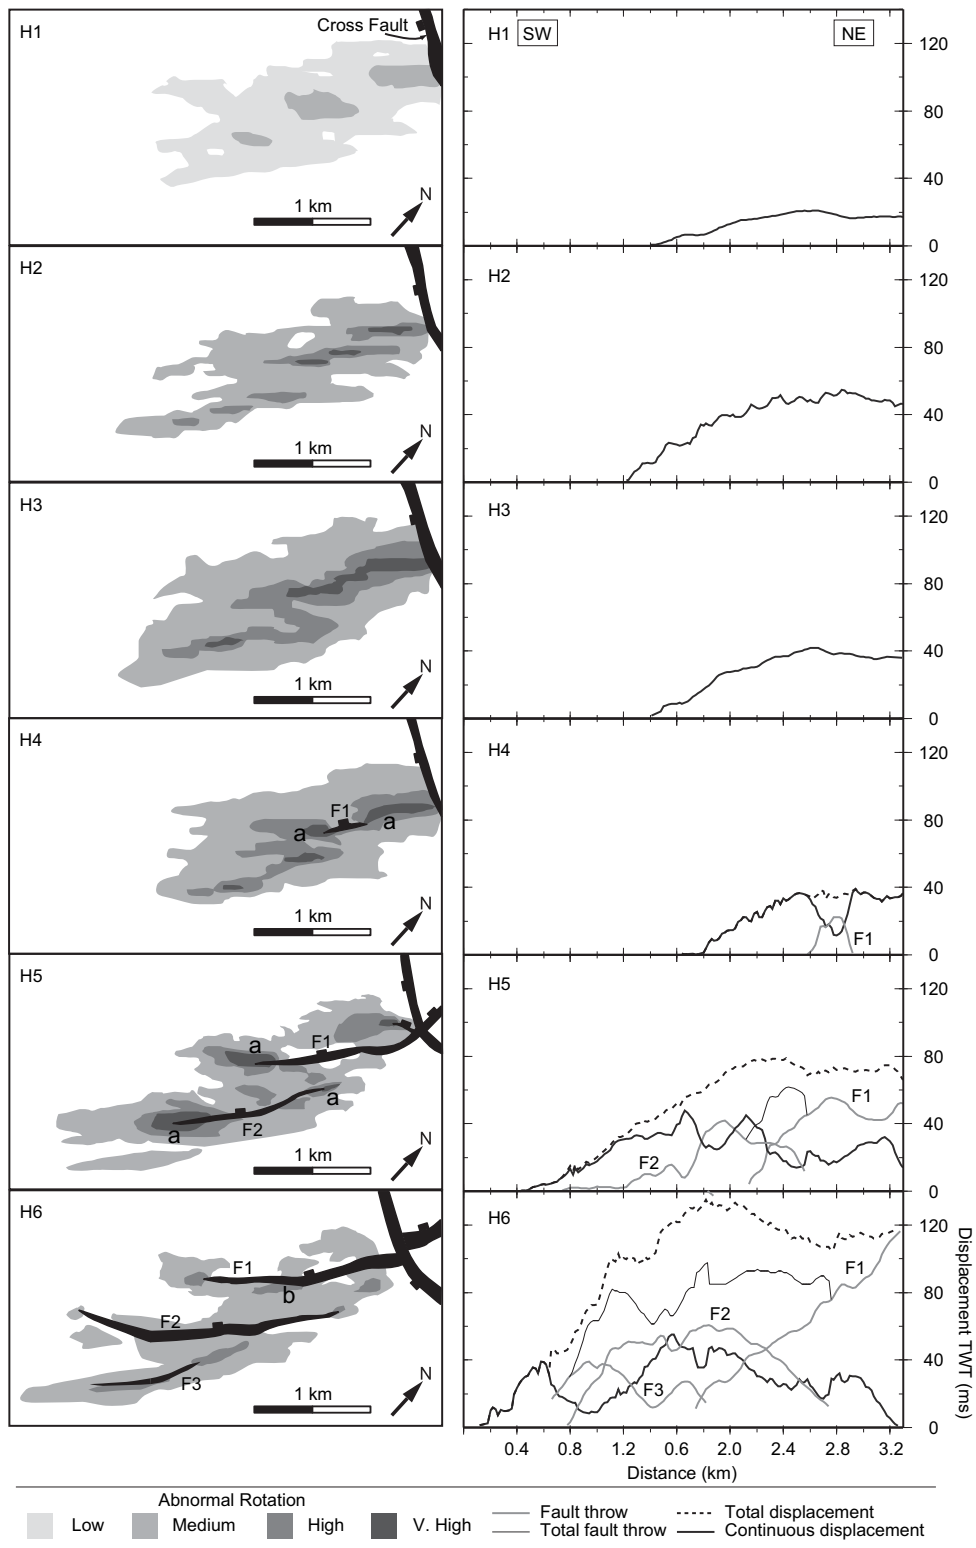 H1
Cross Fault
N
1 km
H2
N
1 km
H3
N
1 km
H4
F1
a
a
N
1 km
H5
a
F1
a
F2
a
N
1 km
H6
F1
b
F2
F3
N
1 km
H1 SW NE
120
80
40
0
H2
120
80
40
0
H3
120
80
40
0
H4
120
80
40
F1
0
H5
120
80
F1
40
F2
0
H6
120
F1
80
F2
40
F3
0
Displacement TWT (ms)
0.4 0.8 1.2 0.6 2.0 2.4 2.8 3.2
Distance (km)
Abnormal Rotation
Low Medium High V. High
Fault throw Total displacement
Total fault throw Continuous displacement